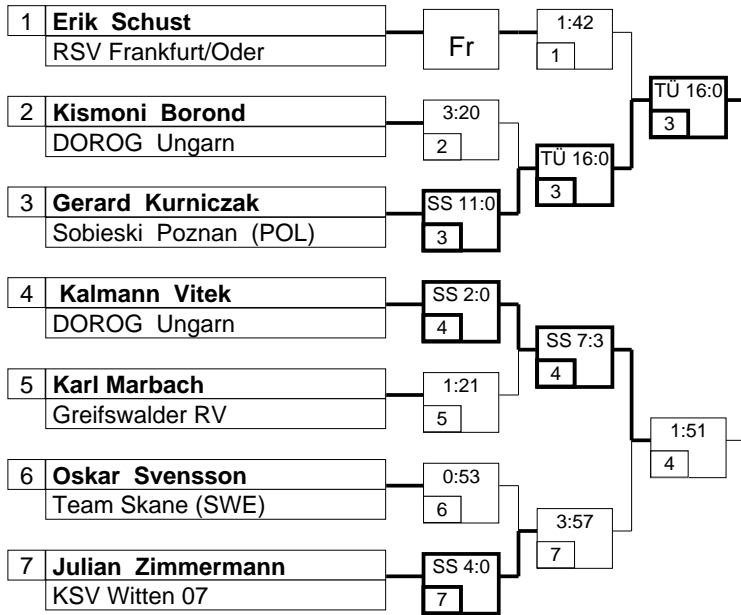 1 Erik Schust
RSV Frankfurt/Oder
Fr
1:42
1
TÜ 16:0
3
2 Kismoni Borond
DOROG Ungarn
3:20
2
TÜ 16:0
3
3 Gerard Kurniczak
Sobieski Poznan (POL)
SS 11:0
3
4 Kalmann Vitek
DOROG Ungarn
SS 2:0
4
SS 7:3
4
5 Karl Marbach
Greifswalder RV
1:21
5
1:51
4
6 Oskar Svensson
Team Skane (SWE)
0:53
6
3:57
7
7 Julian Zimmermann
KSV Witten 07
SS 4:0
7